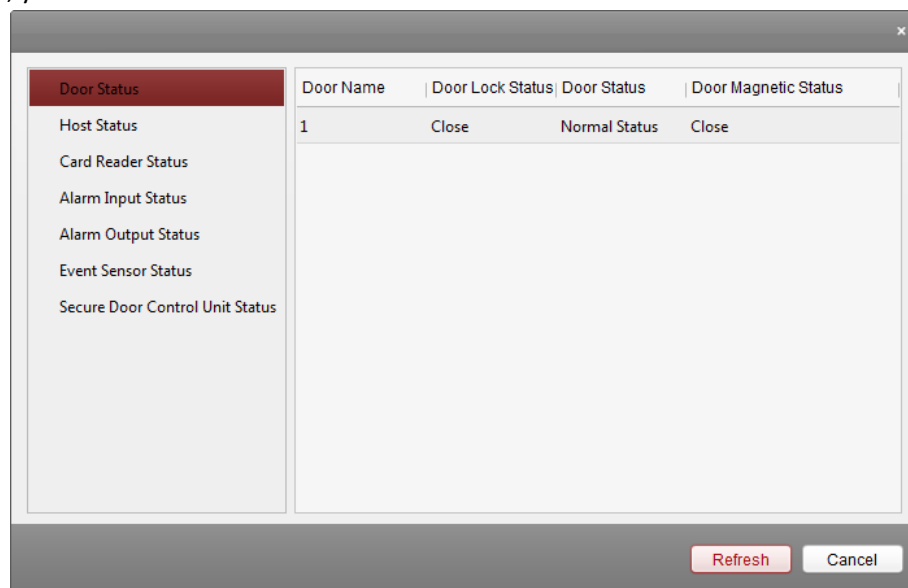 ×
Door Status
Host Status
Card Reader Status
Alarm Input Status
Alarm Output Status
Event Sensor Status
Secure Door Control Unit Status
Door Name Door Lock Status Door Status Door Magnetic Status
1 Close Normal Status Close
Refresh Cancel